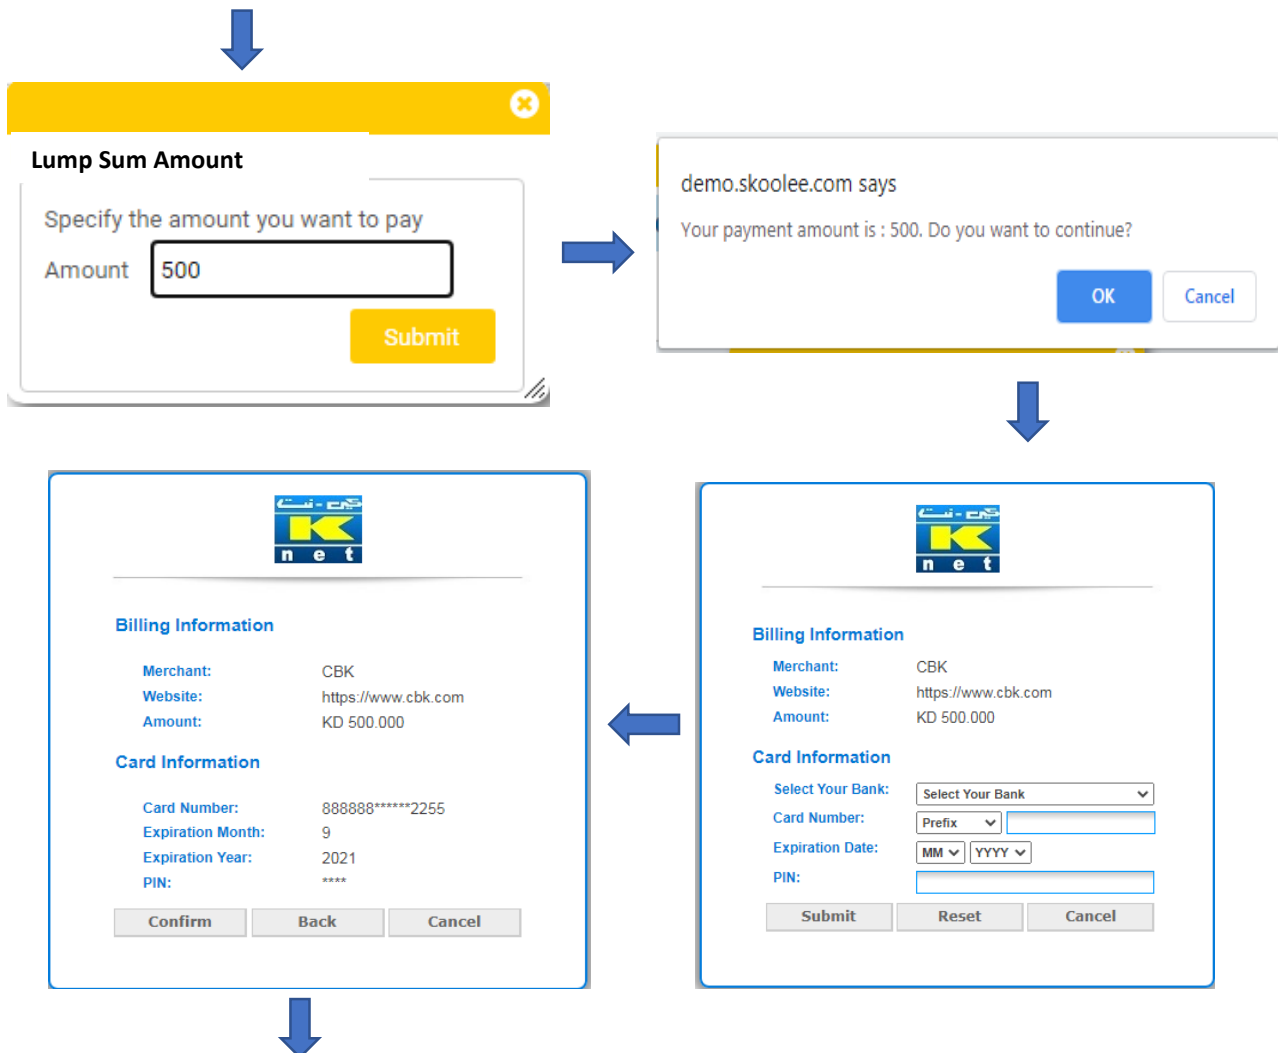 Lump Sum Amount
Specify the amount you want to pay
Amount 500
Submit
demo.skoolee.com says
Your payment amount is : 500. Do you want to continue?
OK Cancel
كي - نت
K
n e t
Billing Information
Merchant: CBK
Website: https://www.cbk.com
Amount: KD 500.000
Card Information
Select Your Bank: Select Your Bank
Card Number: Prefix
Expiration Date: MM YYYY
PIN:
Submit Reset Cancel
كي - نت
K
n e t
Billing Information
Merchant: CBK
Website: https://www.cbk.com
Amount: KD 500.000
Card Information
Card Number: 888888******2255
Expiration Month: 9
Expiration Year: 2021
PIN: ****
Confirm Back Cancel